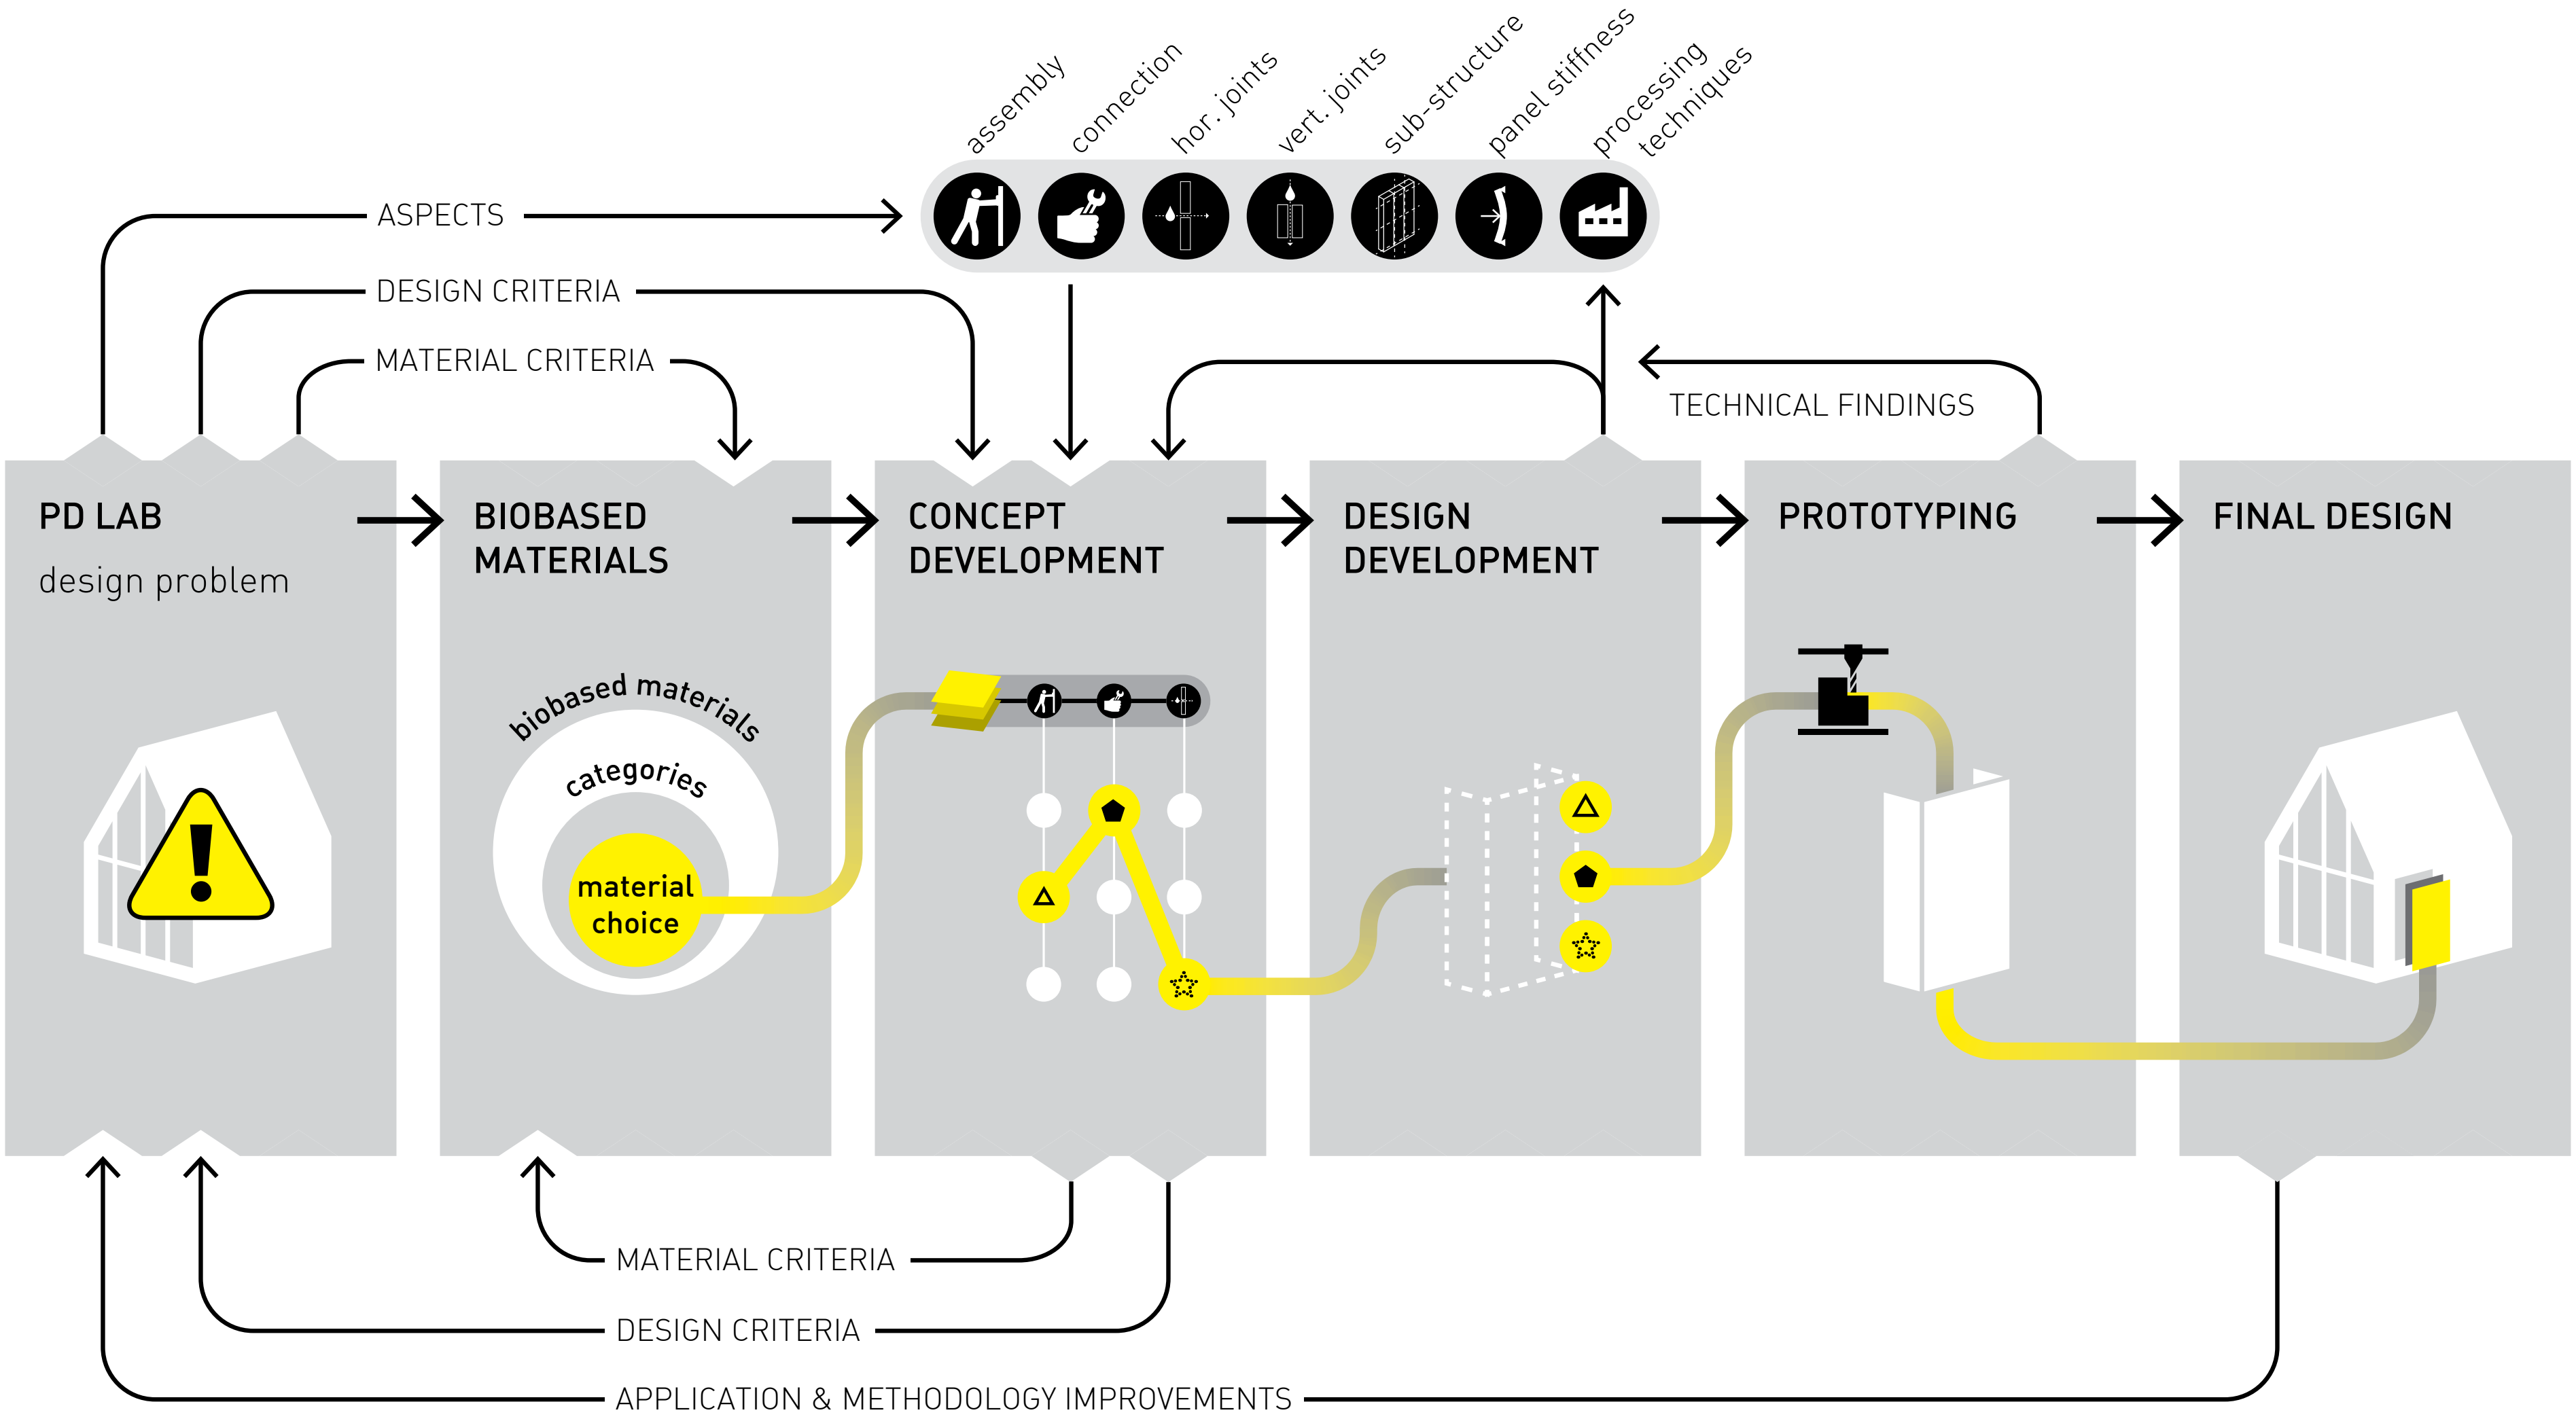 assembly
connection
hor. joints
vert. joints
sub-structure
panel stiffness
processing
techniques
ASPECTS
DESIGN CRITERIA
MATERIAL CRITERIA
TECHNICAL FINDINGS
PD LAB
design problem
BIOBASED
MATERIALS
biobased materials
categories
material
choice
CONCEPT
DEVELOPMENT
DESIGN
DEVELOPMENT
PROTOTYPING
FINAL DESIGN
MATERIAL CRITERIA
DESIGN CRITERIA
APPLICATION & METHODOLOGY IMPROVEMENTS